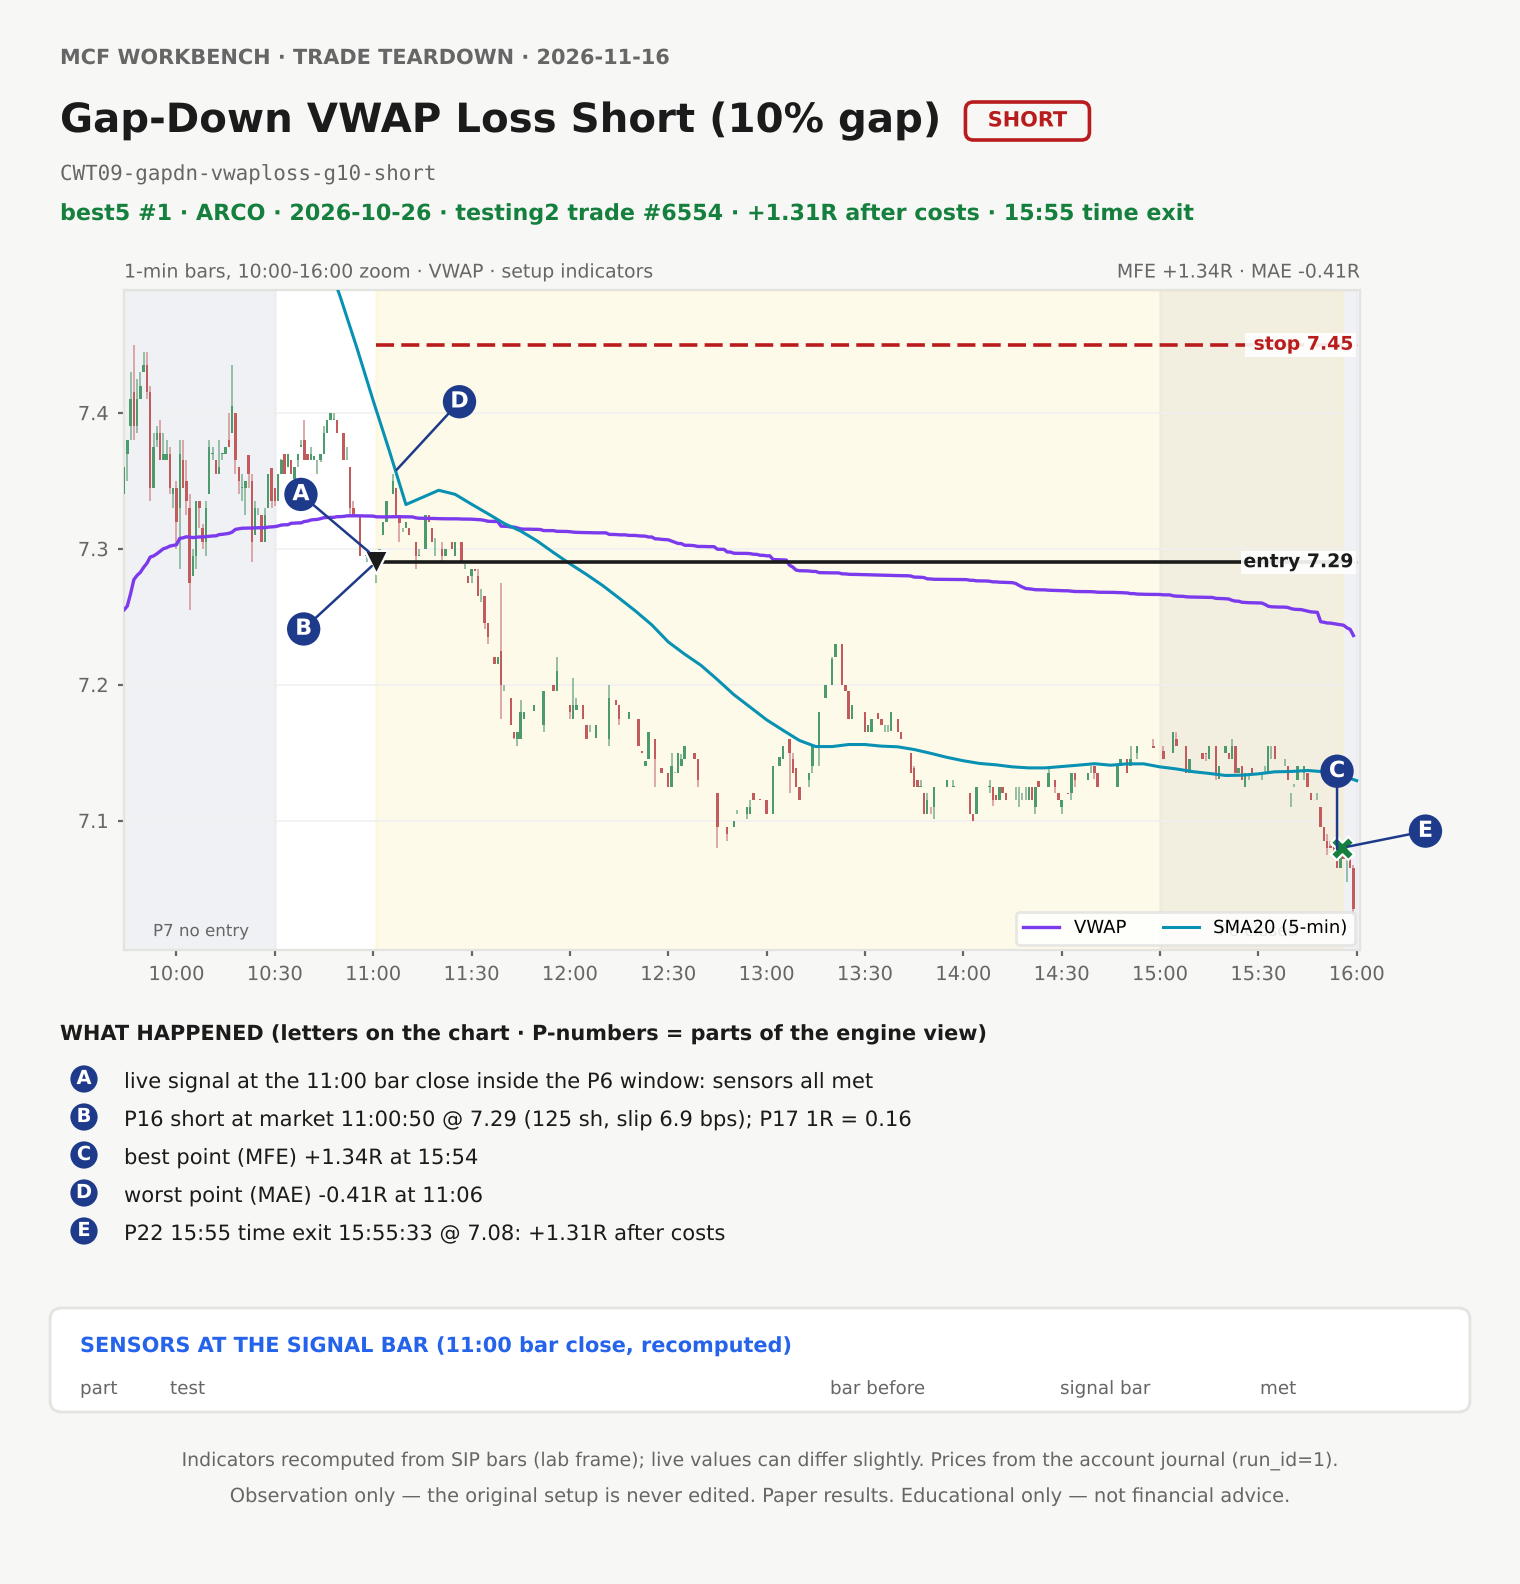 MCF WORKBENCH · TRADE TEARDOWN · 2026-11-16
Gap-Down VWAP Loss Short (10% gap) SHORT
CWT09-gapdn-vwaploss-g10-short
best5 #1 · ARCO · 2026-10-26 · testing2 trade #6554 · +1.31R after costs · 15:55 time exit
1-min bars, 10:00-16:00 zoom · VWAP · setup indicators MFE +1.34R · MAE -0.41R
stop 7.45
7.4
D
A
7.3
entry 7.29
B
7.2
C
7.1
E
P7 no entry
VWAP SMA20 (5-min)
10:00 10:30 11:00 11:30 12:00 12:30 13:00 13:30 14:00 14:30 15:00 15:30 16:00
WHAT HAPPENED (letters on the chart · P-numbers = parts of the engine view)
A live signal at the 11:00 bar close inside the P6 window: sensors all met
B P16 short at market 11:00:50 @ 7.29 (125 sh, slip 6.9 bps); P17 1R = 0.16
C best point (MFE) +1.34R at 15:54
D worst point (MAE) -0.41R at 11:06
E P22 15:55 time exit 15:55:33 @ 7.08: +1.31R after costs
SENSORS AT THE SIGNAL BAR (11:00 bar close, recomputed)
part test bar before signal bar met
Indicators recomputed from SIP bars (lab frame); live values can differ slightly. Prices from the account journal (run_id=1).
Observation only — the original setup is never edited. Paper results. Educational only — not financial advice.